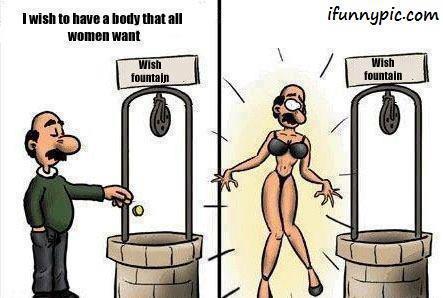 I wish to have a body that all
women want
Wish
fountain
ifunnypic.com
Wish
fountain